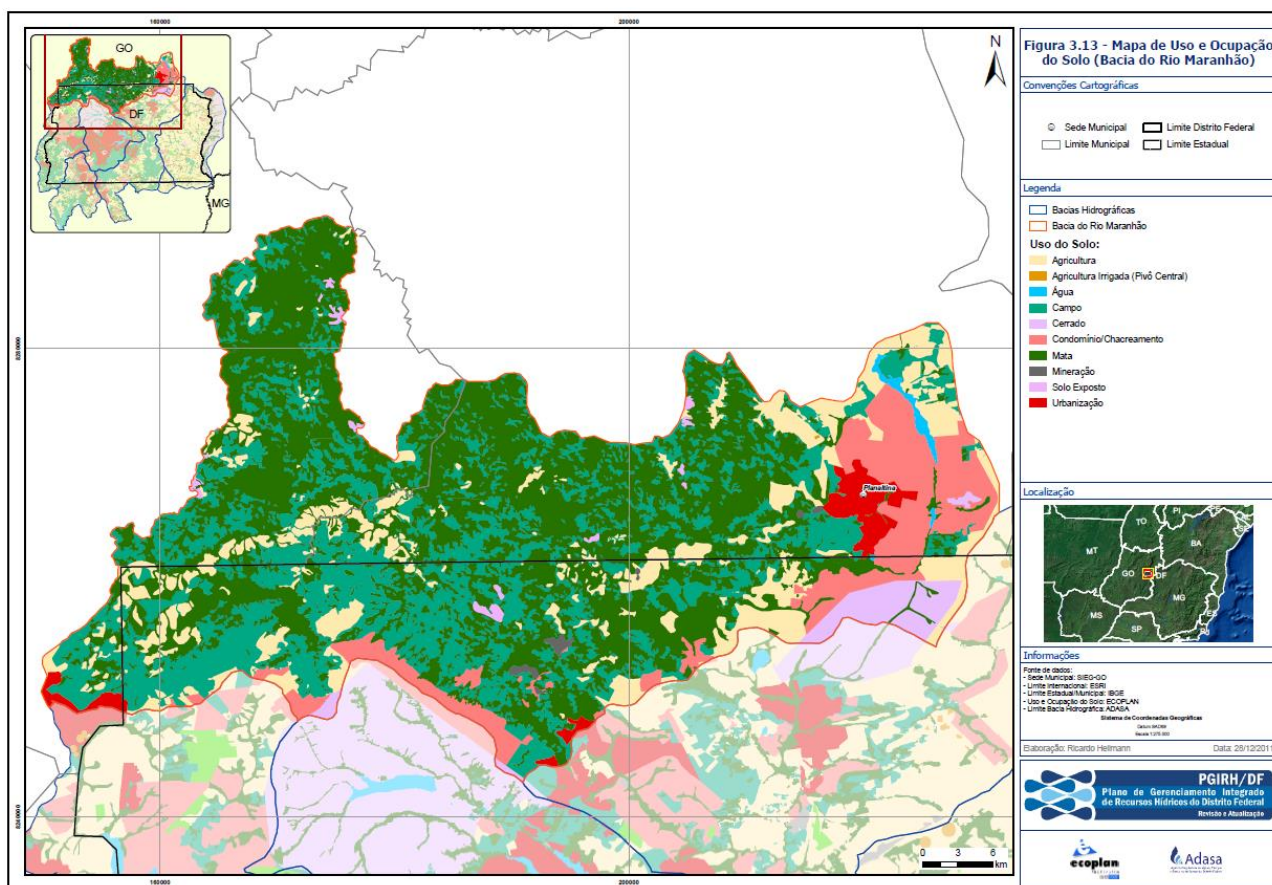 160000
200000
GO
DF
MG
N
8260000
8240000
Planaltina
160000
200000
0 3 6
km
Figura 3.13 - Mapa de Uso e Ocupação
do Solo (Bacia do Rio Maranhão)
Convenções Cartográficas
Sede Municipal
Limite Distrito Federal
Limite Municipal
Limite Estadual
Legenda
Bacias Hidrográficas
Bacia do Rio Maranhão
Uso do Solo:
Agricultura
Agricultura Irrigada (Pivô Central)
Água
Campo
Cerrado
Condomínio/Chacreamento
Mata
Mineração
Solo Exposto
Urbanização
Localização
TO
PI
MT
BA
GO
DF
MG
MS
ES
SP
RJ
Informações
Fonte de dados:
- Sede Municipal: SIEG-GO
- Limite Internacional: ESRI
- Limite Estadual/Municipal: IBGE
- Uso e Ocupação do Solo: ECOPLAN
- Limite Bacia Hidrográfica: ADASA
Sistema de Coordenadas Geográficas
Elaboração: Ricardo Hellmann
Data: 28/12/2011
PGIRH/DF
Plano de Gerenciamento Integrado
de Recursos Hídricos do Distrito Federal
Revisão e Atualização
ecoplan
Adasa